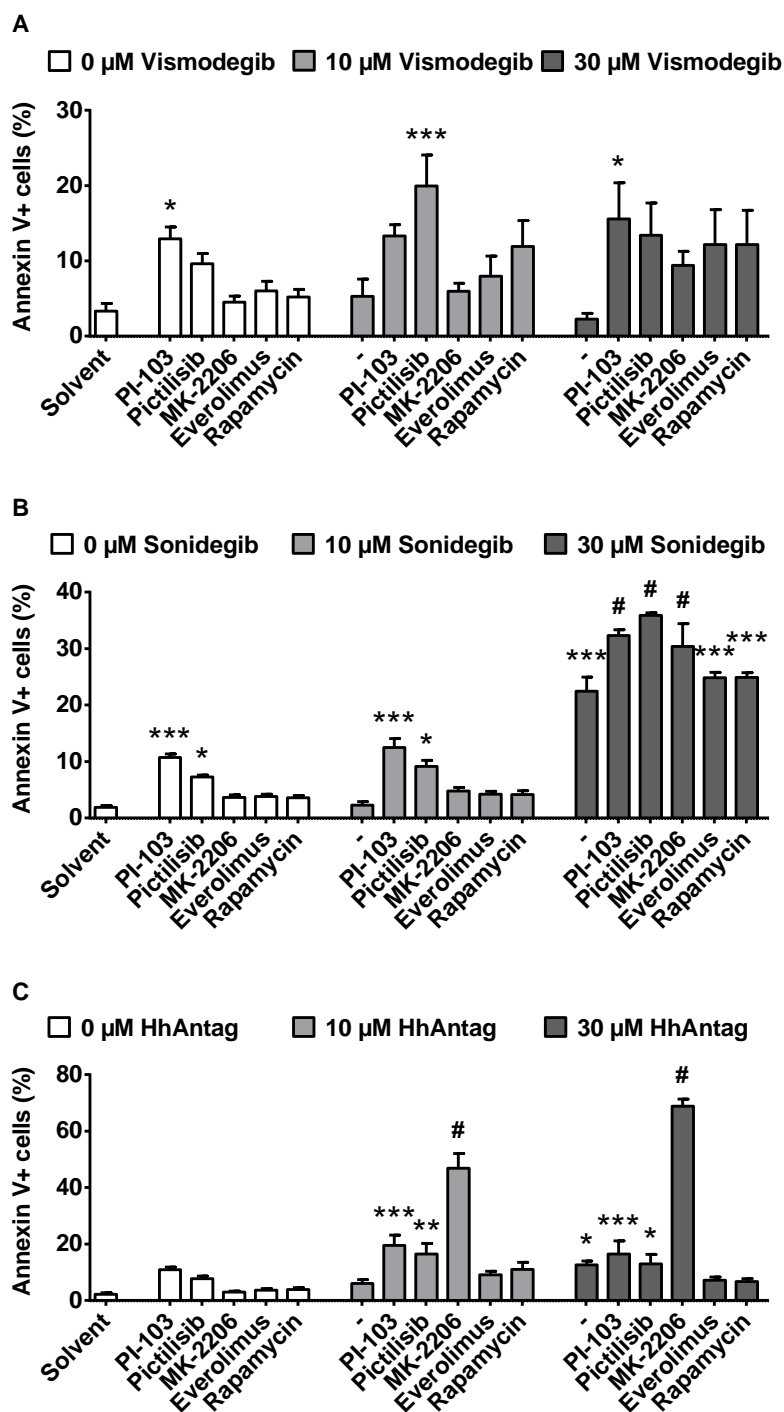 A
0 µM Vismodegib 10 µM Vismodegib 30 µM Vismodegib
Annexin V+ cells (%)
30
20
10
0
* *** *
Solvent PI-103 Pictilisib MK-2206 Everolimus Rapamycin - PI-103 Pictilisib MK-2206 Everolimus Rapamycin - PI-103 Pictilisib MK-2206 Everolimus Rapamycin
B
0 µM Sonidegib 10 µM Sonidegib 30 µM Sonidegib
Annexin V+ cells (%)
40
30
20
10
0
*** * *** * *** # # # *** ***
Solvent PI-103 Pictilisib MK-2206 Everolimus Rapamycin - PI-103 Pictilisib MK-2206 Everolimus Rapamycin - PI-103 Pictilisib MK-2206 Everolimus Rapamycin
C
0 µM HhAntag 10 µM HhAntag 30 µM HhAntag
Annexin V+ cells (%)
80
60
40
20
0
*** ** # * *** * #
Solvent PI-103 Pictilisib MK-2206 Everolimus Rapamycin - PI-103 Pictilisib MK-2206 Everolimus Rapamycin - PI-103 Pictilisib MK-2206 Everolimus Rapamycin